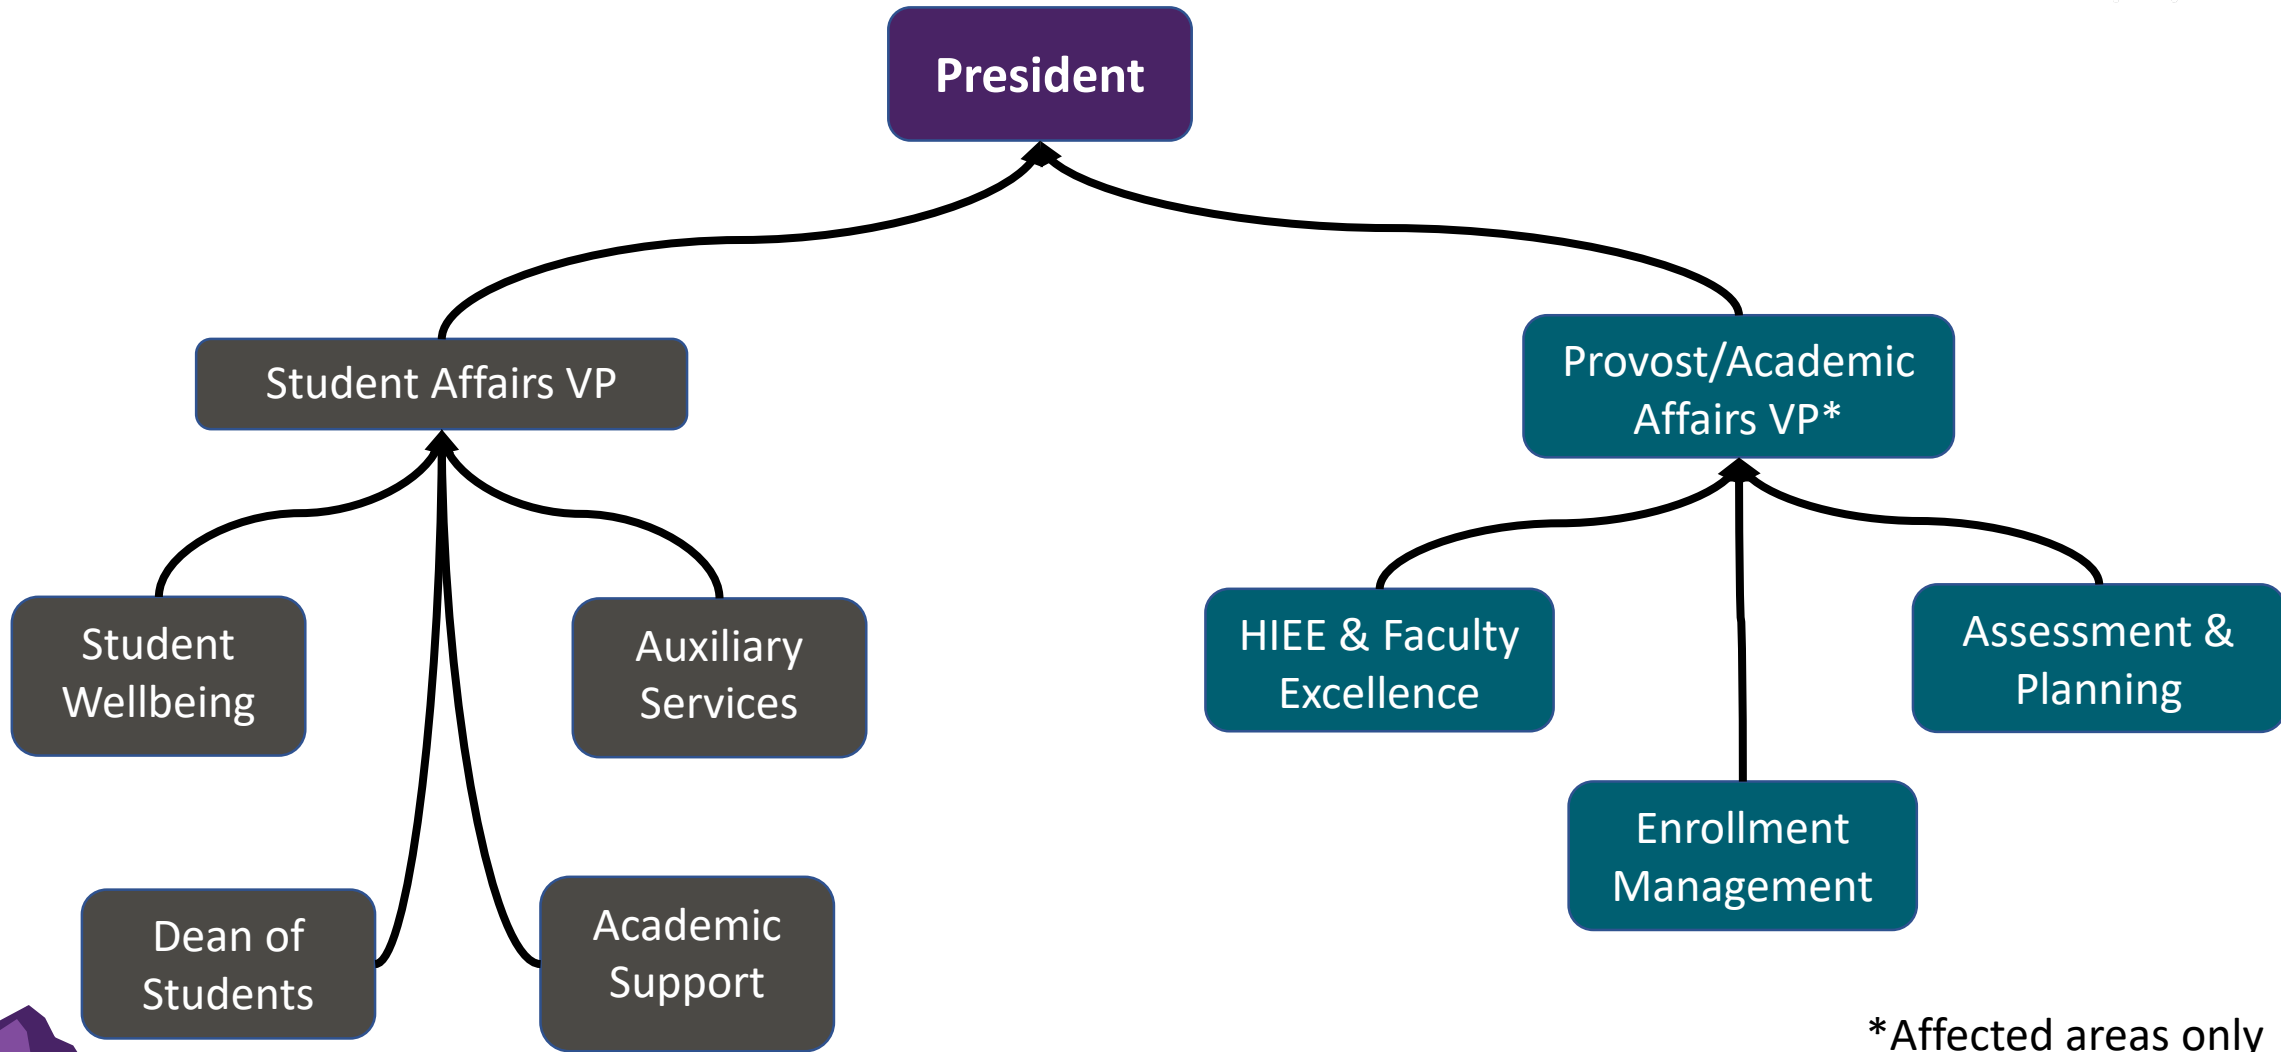 President
Student Affairs VP
Provost/Academic
Affairs VP*
Student
Wellbeing
Auxiliary
Services
HIEE & Faculty
Excellence
Assessment &
Planning
Enrollment
Management
Dean of
Students
Academic
Support
*Affected areas only